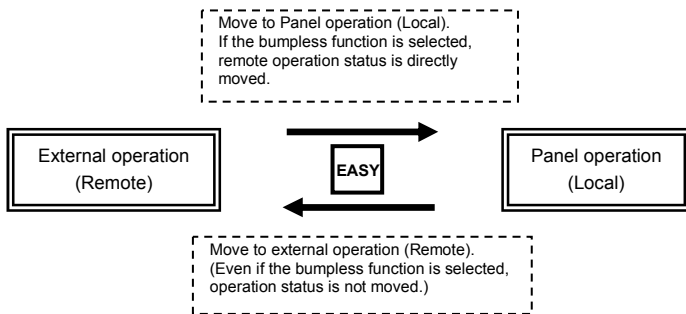 Move to Panel operation (Local).
If the bumpless function is selected,
remote operation status is directly
moved.
External operation
(Remote)
EASY
Panel operation
(Local)
Move to external operation (Remote).
(Even if the bumpless function is selected,
operation status is not moved.)